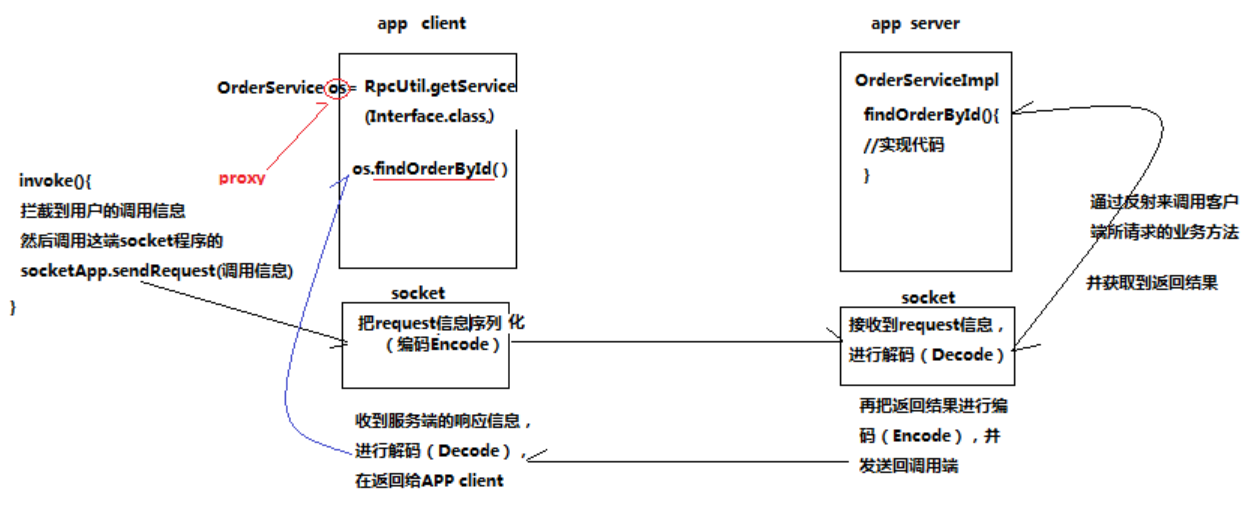 app client
app server
OrderService os= RpcUtil.getService
(Interface.class,)
os.findOrderById()
proxy
invoke(){
拦截到用户的调用信息
然后调用这端socket程序的
socketApp.sendRequest(调用信息)
}
OrderServiceImpl
findOrderById(){
//实现代码
}
通过反射来调用客户
端所请求的业务方法
并获取到返回结果
socket
把request信息序列 化
（编码Encode）
socket
接收到request信息，
进行解码（Decode）
收到服务端的响应信息，
进行解码（Decode），
在返回给APP client
再把返回结果进行编
码（Encode），并
发送回调用端